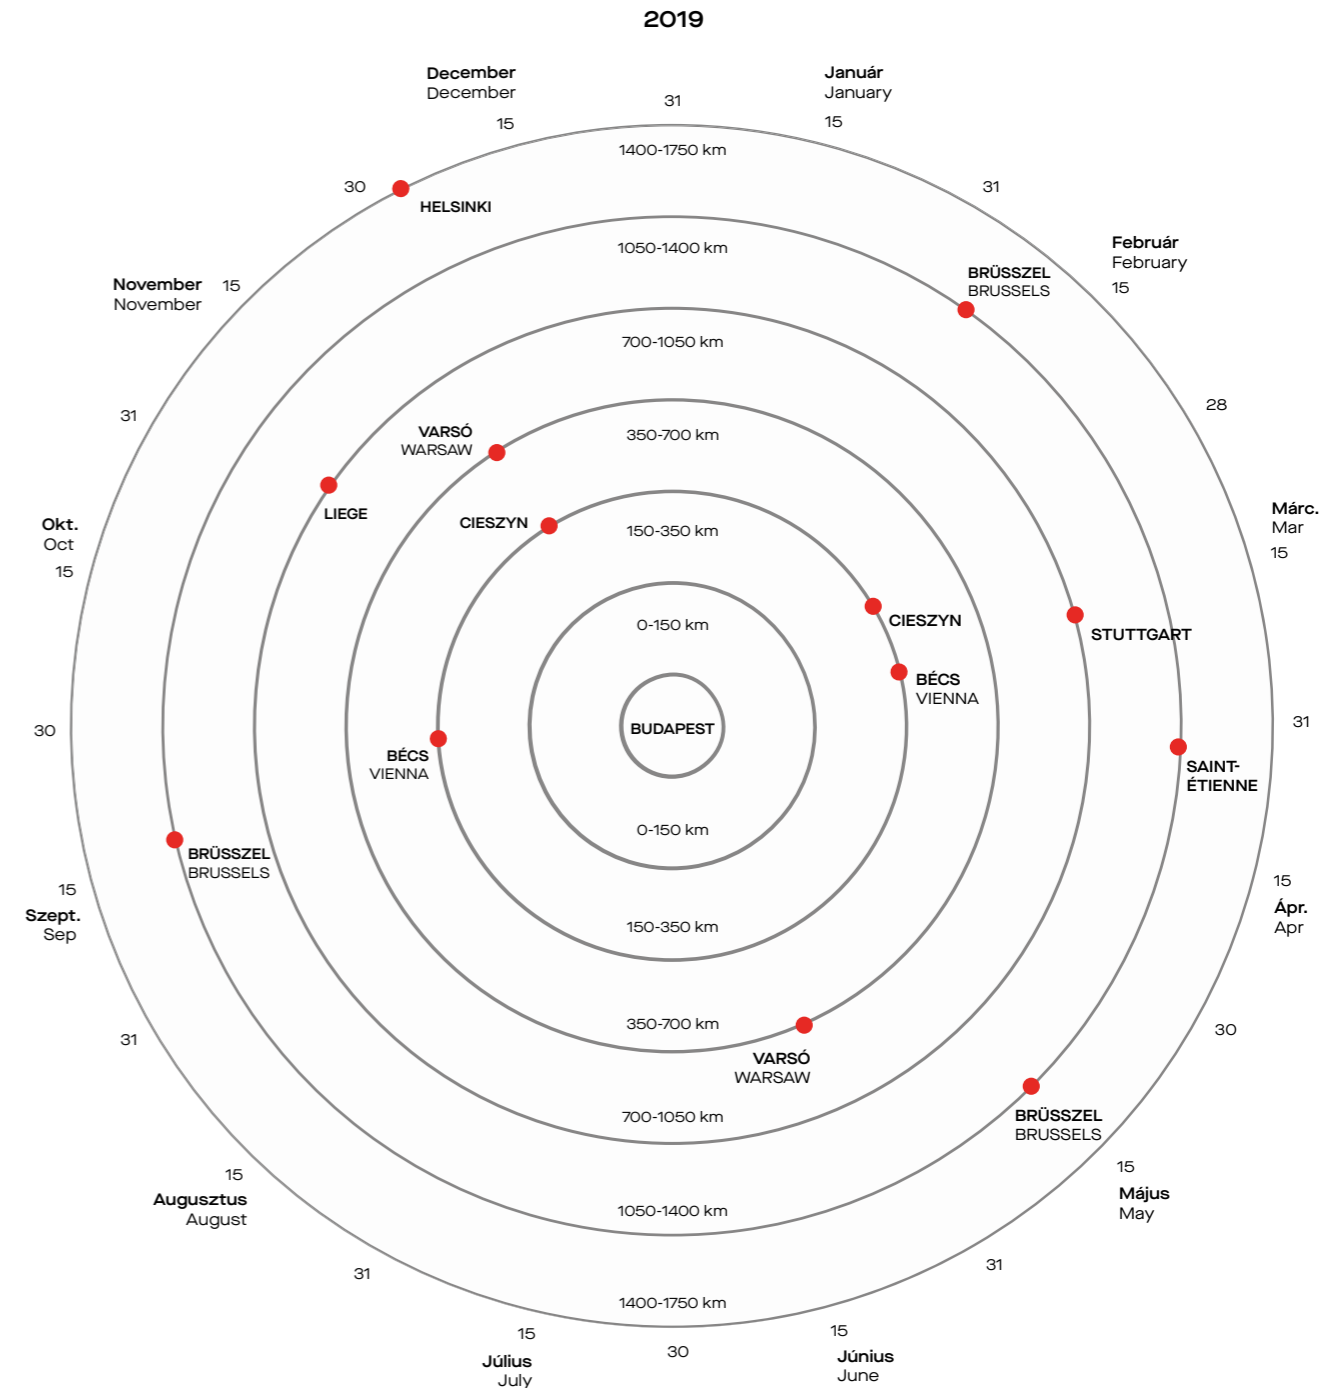 2019
December
December
Január
January
31
15
15
1400-1750 km
30
31
HELSINKI
Február
February
1050-1400 km
BRÜSSZEL
BRUSSELS
November
November
15
15
700-1050 km
28
31
VARSÓ
WARSAW
350-700 km
Márc.
Mar
15
LIEGE
CIESZYN
Okt.
Oct
15
150-350 km
CIESZYN
0-150 km
STUTTGART
BÉCS
VIENNA
30
BUDAPEST
31
BÉCS
VIENNA
SAINT-
ÉTIENNE
0-150 km
BRÜSSZEL
BRUSSELS
15
Szept.
Sep
15
Ápr.
Apr
150-350 km
31
350-700 km
30
VARSÓ
WARSAW
700-1050 km
BRÜSSZEL
BRUSSELS
15
Augusztus
August
15
Május
May
1050-1400 km
31
31
1400-1750 km
15
Július
July
30
15
Június
June